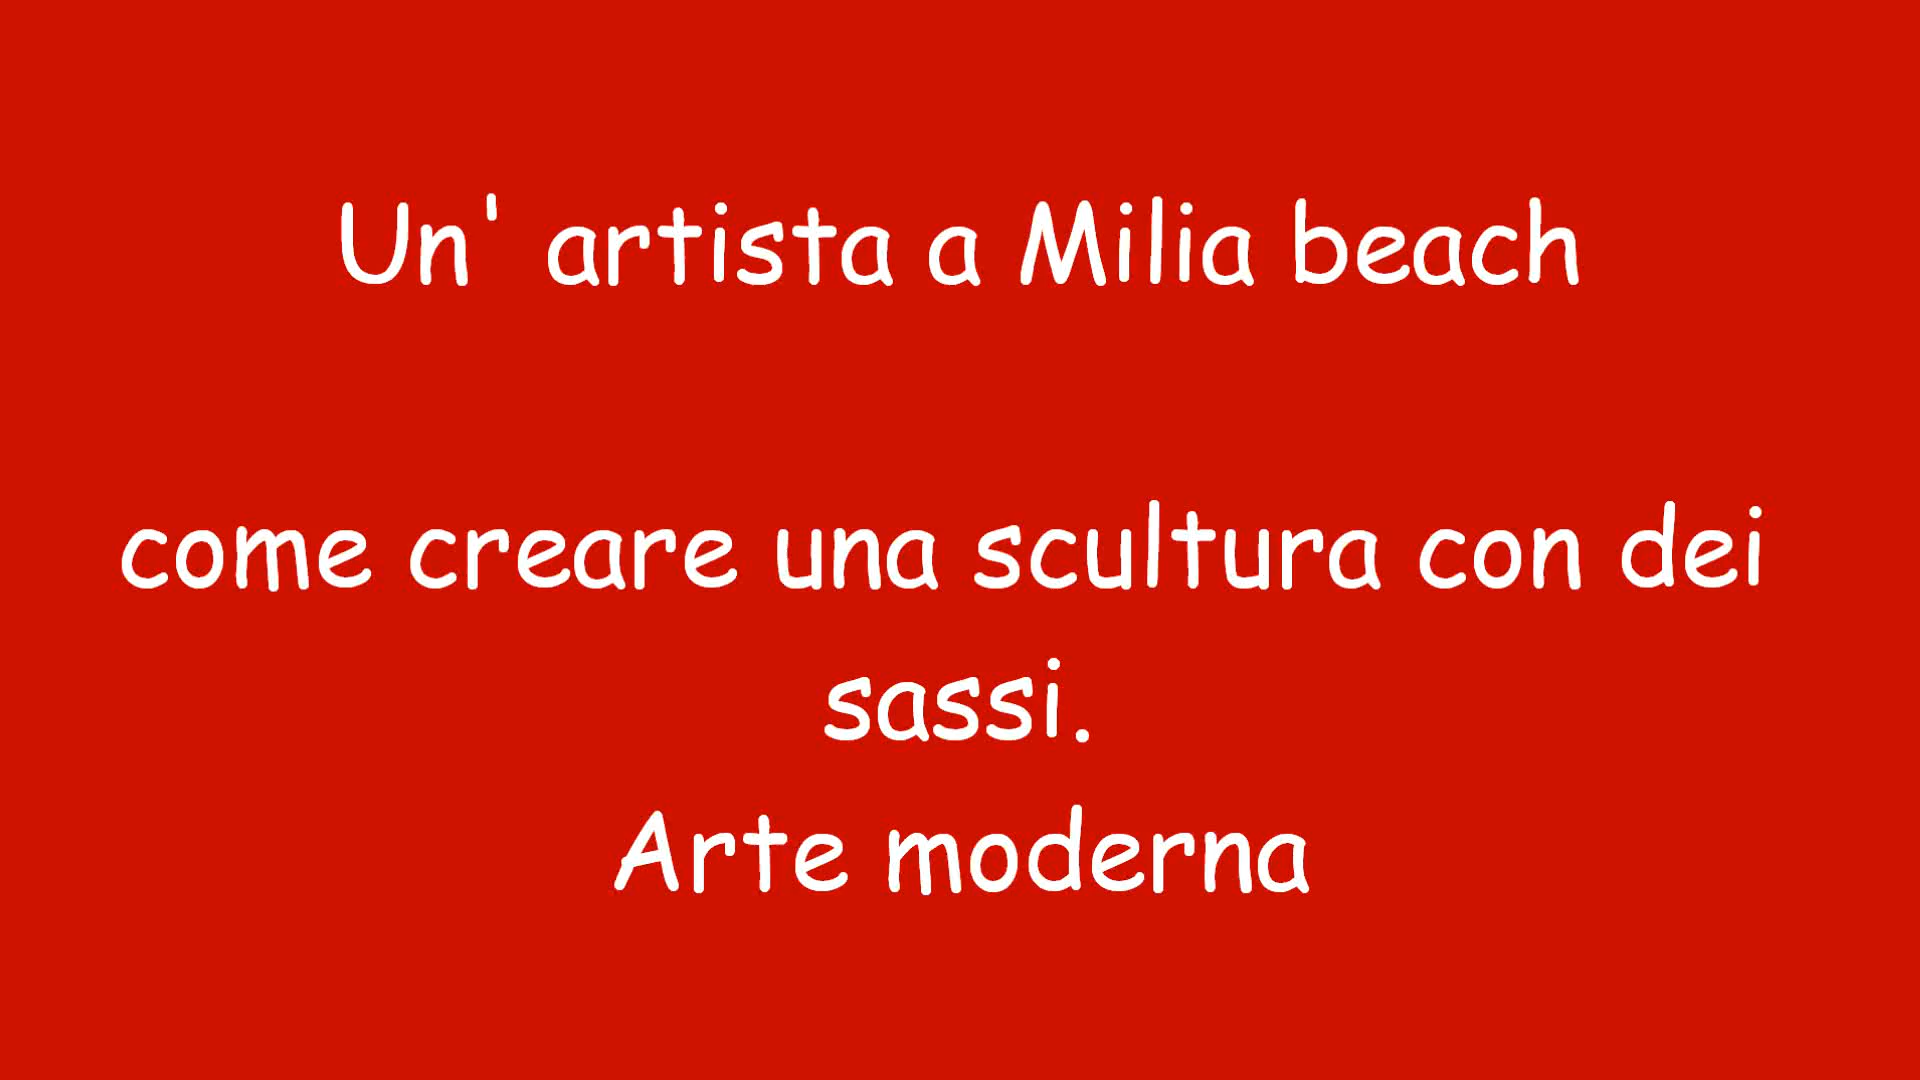 Un' artista a Milia beach
come creare una scultura con dei
sassi.
Arte moderna